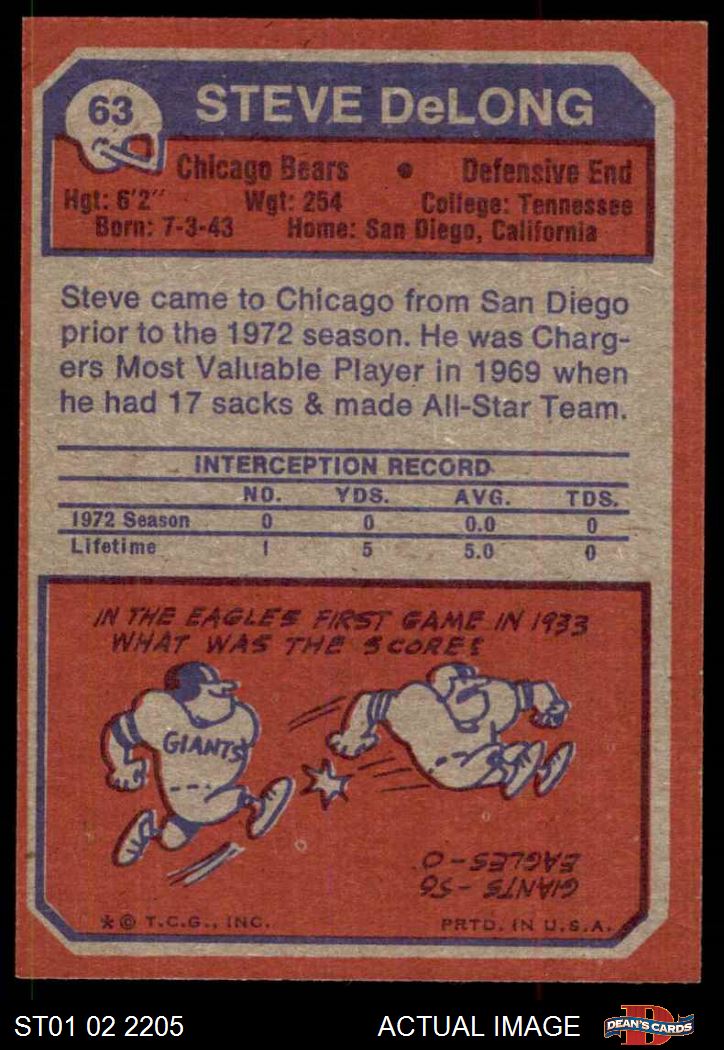 63
STEVE DeLONG
Chicago Bears • Defensive End
Hgt: 6'2" Wgt: 254 College: Tennessee
Born: 7-3-43 Home: San Diego, California
Steve came to Chicago from San Diego
prior to the 1972 season. He was Charg-
ers Most Valuable Player in 1969 when
he had 17 sacks & made All-Star Team.
INTERCEPTION RECORD
NO. YDS. AVG. TDS.
1972 Season 0 0 0.0 0
Lifetime 1 5 5.0 0
IN THE EAGLES FIRST GAME IN 1933
WHAT WAS THE SCORE?
GIANTS
GIANTS - 56
EAGLES - 0
* © T.C.G., INC. PRTD. IN U.S.A.
ST01 02 2205 ACTUAL IMAGE
DEAN'S CARDS